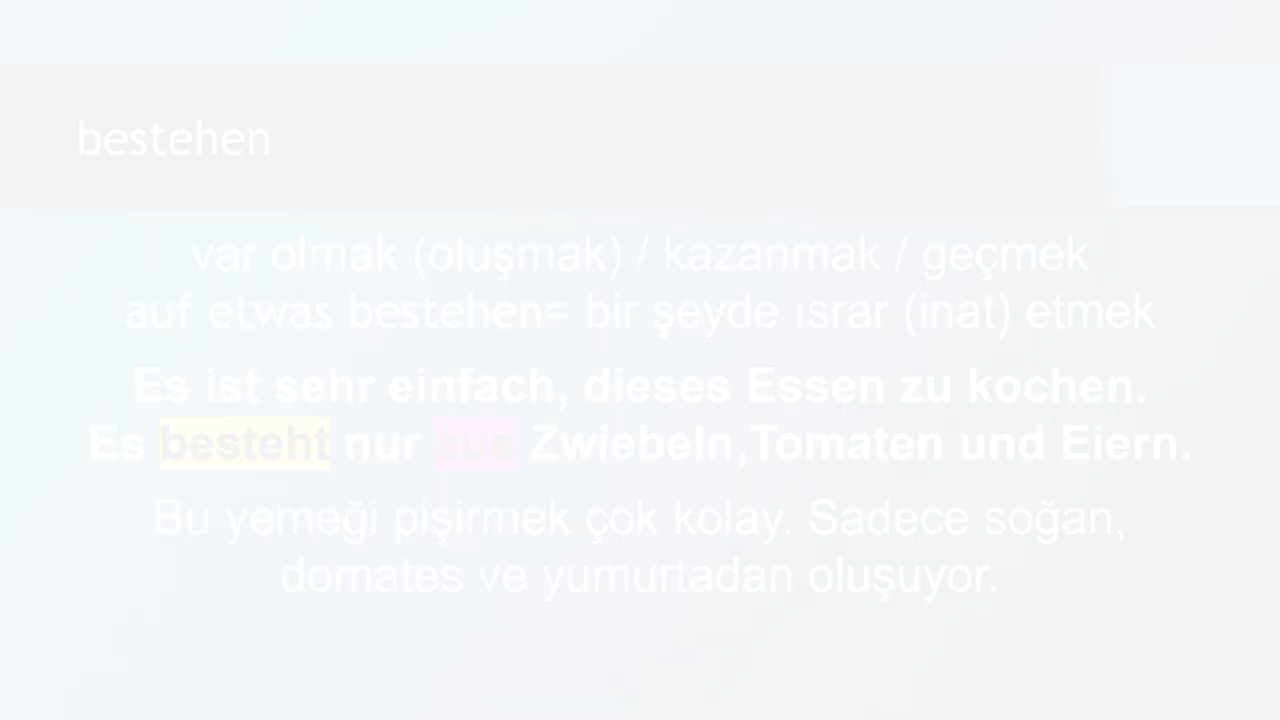 bestehen
var olmak (oluşmak) / kazanmak / geçmek
auf etwas bestehen= bir şeyde ısrar (inat) etmek
Es ist sehr einfach, dieses Essen zu kochen.
Es besteht nur aus Zwiebeln,Tomaten und Eiern.
Bu yemeği pişirmek çok kolay. Sadece soğan,
domates ve yumurtadan oluşuyor.